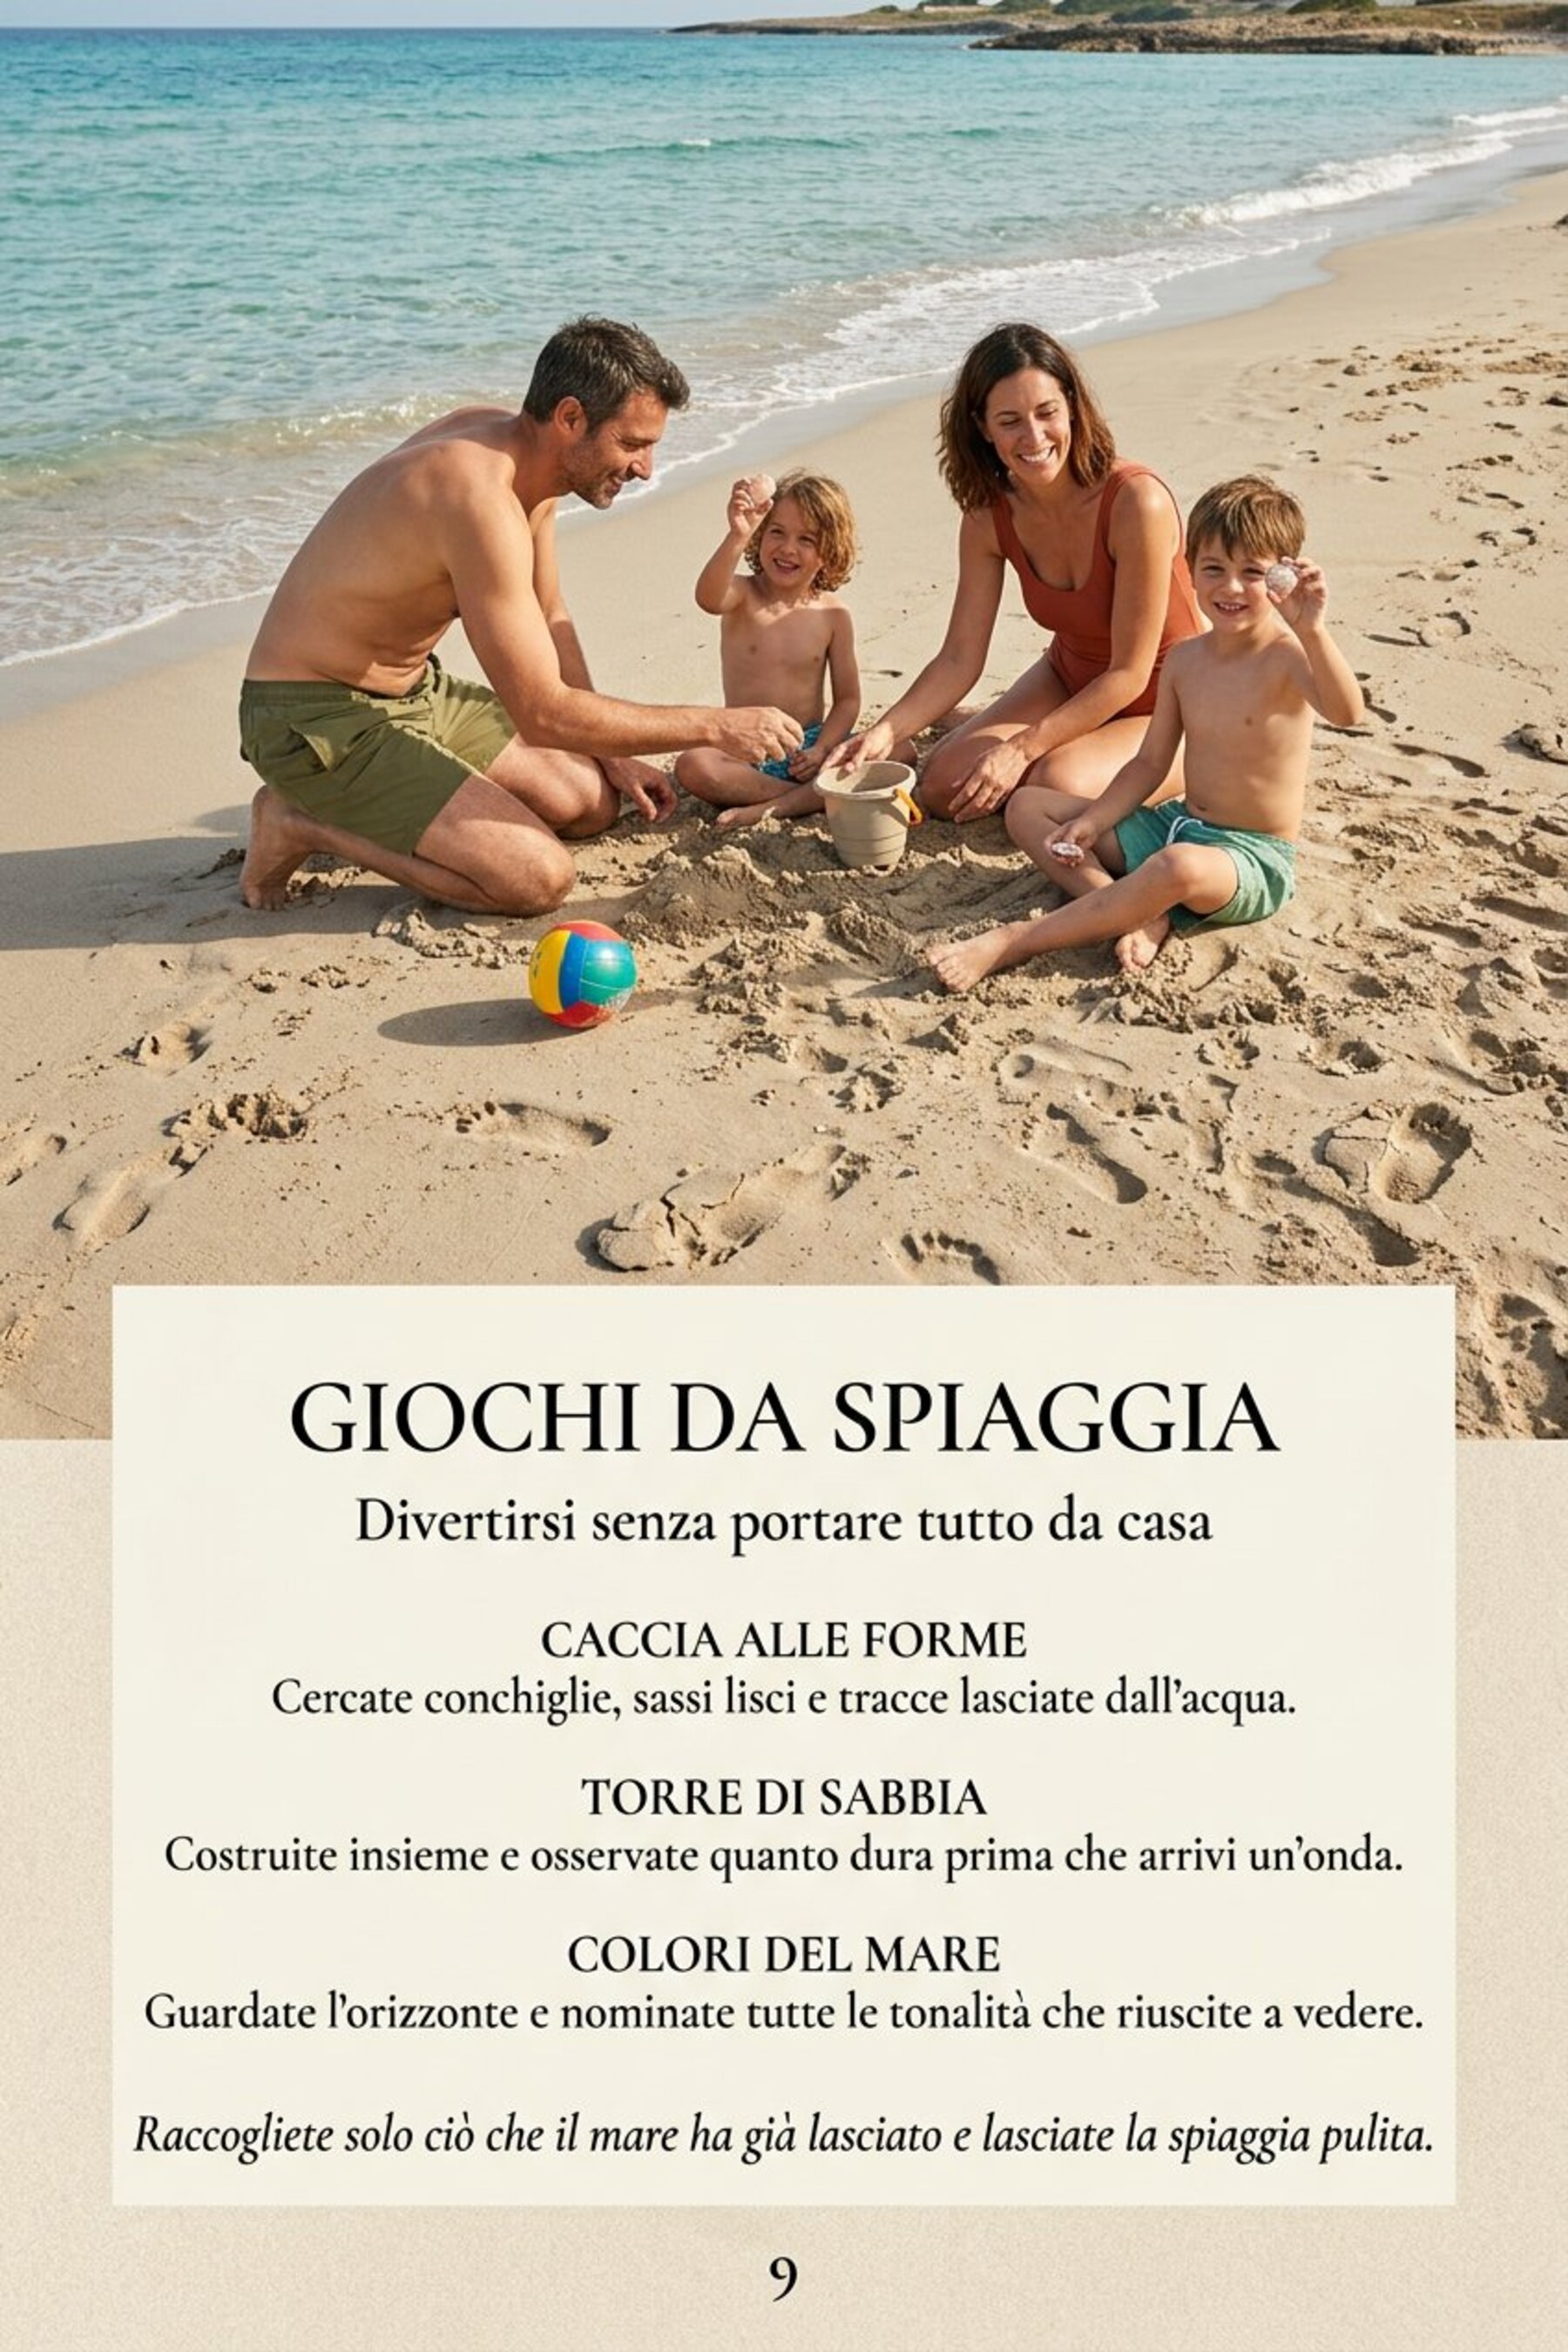 GIOCHI DA SPIAGGIA
Divertirsi senza portare tutto da casa
CACCIA ALLE FORME
Cercate conchiglie, sassi lisci e tracce lasciate dall’acqua.
TORRE DI SABBIA
Costruite insieme e osservate quanto dura prima che arrivi un’onda.
COLORI DEL MARE
Guardate l’orizzonte e nominate tutte le tonalità che riuscite a vedere.
Raccogliete solo ciò che il mare ha già lasciato e lasciate la spiaggia pulita.
9